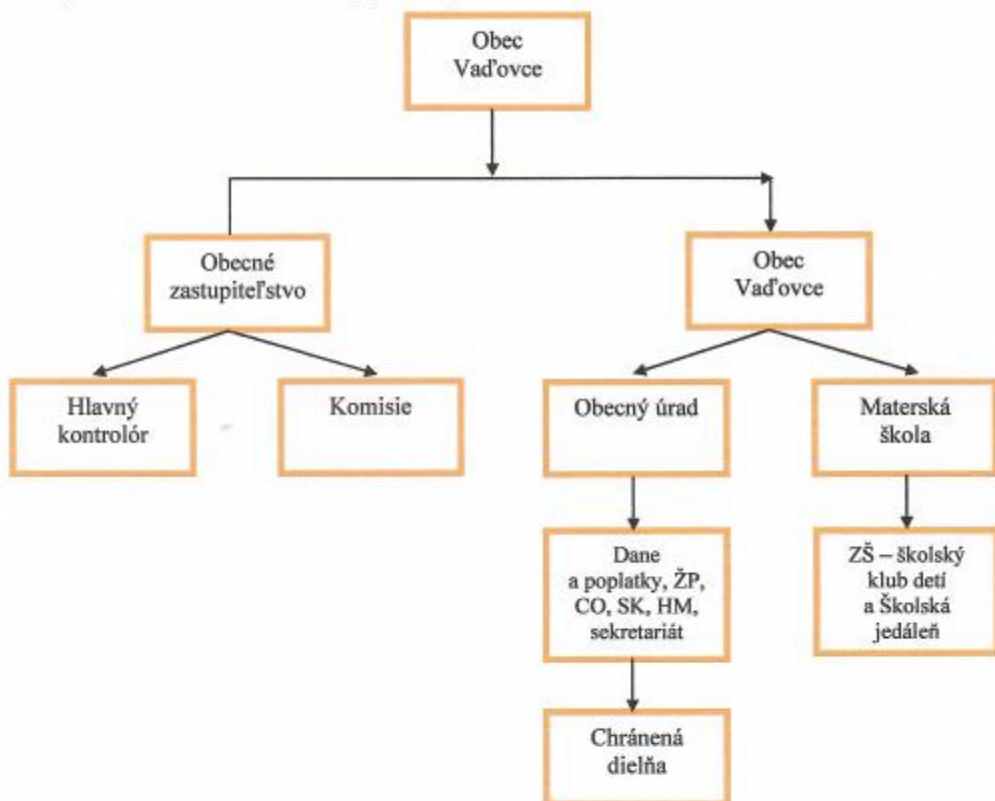 Obec
Vaďovce
Obecné
zastupiteľstvo
Obec
Vaďovce
Hlavný
kontrolór
Komisie
Obecný úrad
Materská
škola
Dane
a poplatky, ŽP,
CO, SK, HM,
sekretariát
ZŠ – školský
klub detí
a Školská
jedáleň
Chránená
dielňa